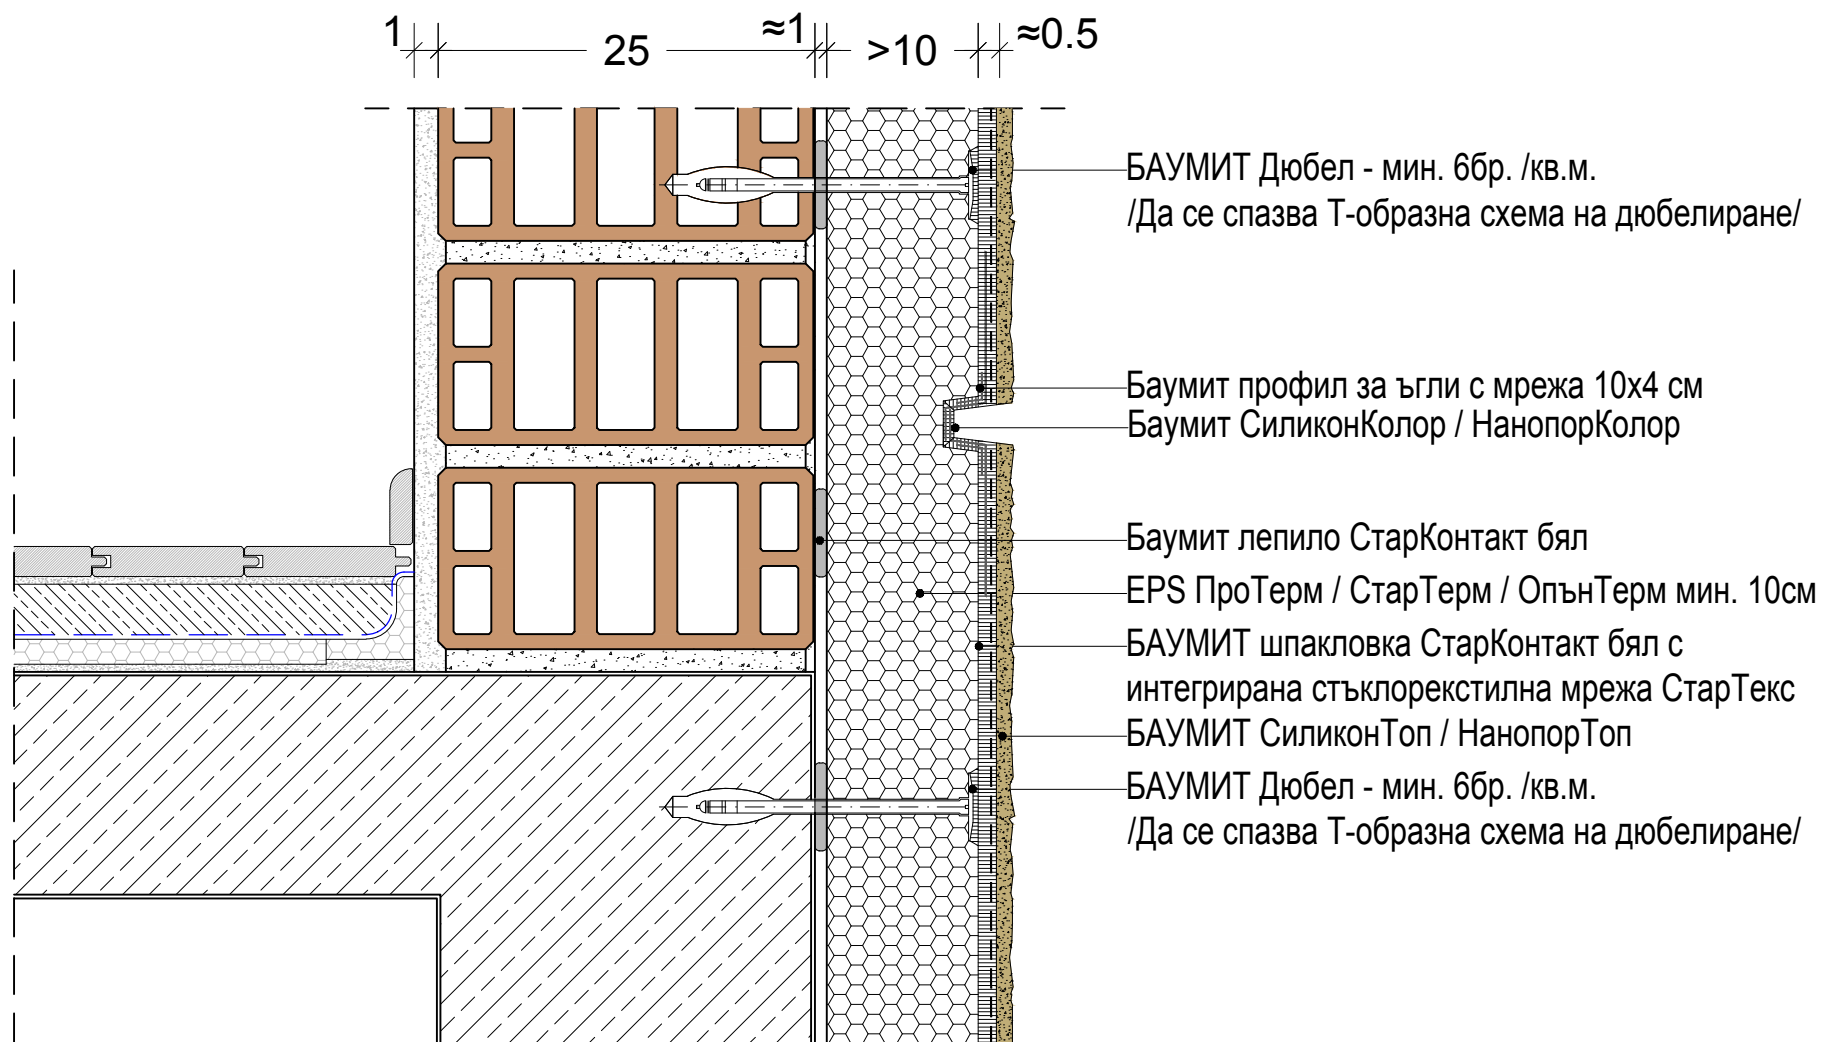 1 25 ≈1 >10 ≈0.5
БАУМИТ Дюбел - мин. 6бр. /кв.м.
/Да се спазва Т-образна схема на дюбелиране/
Баумит профил за ъгли с мрежа 10x4 см
Баумит СиликонКолор / НанопорКолор
Баумит лепило СтарКонтакт бял
EPS ПроТерм / СтарТерм / ОпънТерм мин. 10см
БАУМИТ шпакловка СтарКонтакт бял с
интегрирана стъклорекстилна мрежа СтарТекс
БАУМИТ СиликонТоп / НанопорТоп
БАУМИТ Дюбел - мин. 6бр. /кв.м.
/Да се спазва Т-образна схема на дюбелиране/